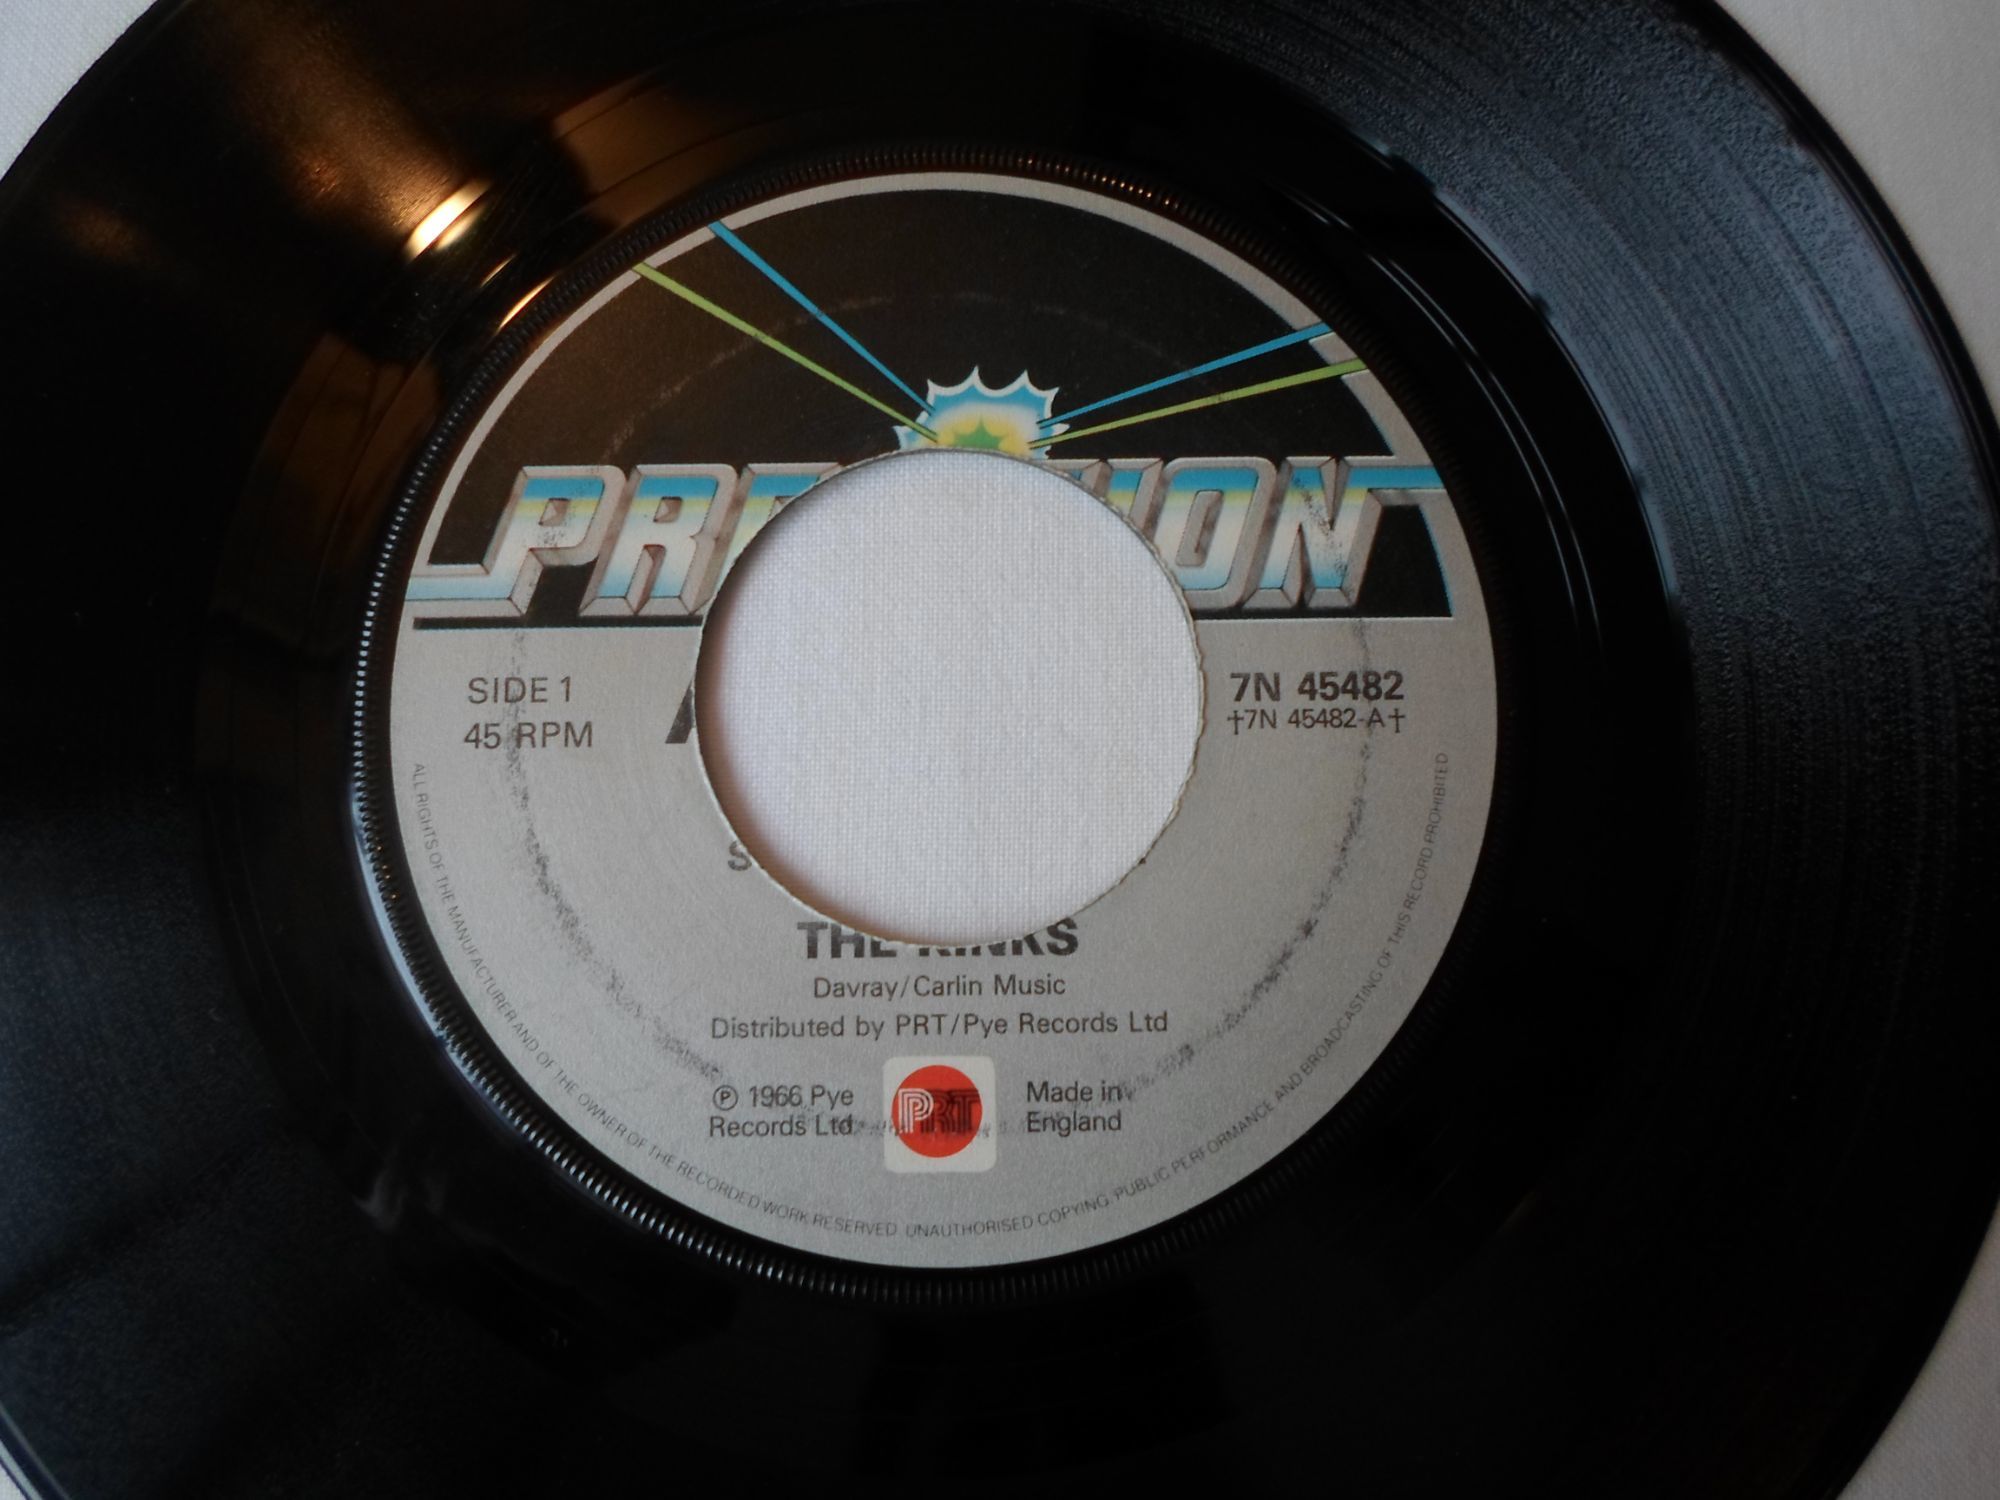 PRE ION
SIDE 1
45 RPM
7N 45482
†7N 45482-A†
S
THE KINKS
Davray/Carlin Music
Distributed by PRT/Pye Records Ltd
℗ 1966 Pye
Records Ltd.
PRT
Made in
England
ALL RIGHTS OF THE MANUFACTURER AND OF THE OWNER OF THE RECORDED WORK RESERVED. UNAUTHORISED COPYING, PUBLIC PERFORMANCE AND BROADCASTING OF THIS RECORD PROHIBITED